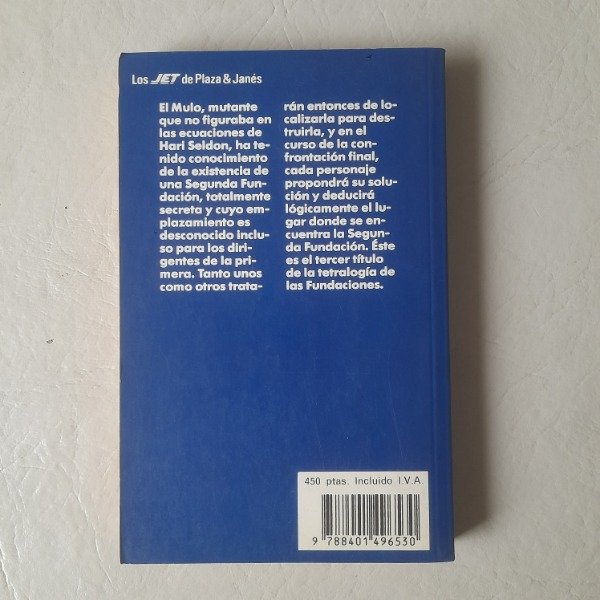 Los JET de Plaza & Janés
El Mulo, mutante
que no figuraba en
las ecuaciones de
Hari Seldon, ha te-
nido conocimiento
de la existencia de
una Segunda Fun-
dación, totalmente
secreta y cuyo em-
plazamiento es
desconocido inclu-
so para los diri-
gentes de la pri-
mera. Tanto unos
como otros trata-
rán entonces de lo-
calizarla para des-
truirla, y en el
curso de la con-
frontación final,
cada personaje
propondrá su solu-
ción y deducirá
lógicamente el lu-
gar donde se en-
cuentra la Segun-
da Fundación. Éste
es el tercer título
de la tetralogía de
las Fundaciones.
450 ptas. Incluido I.V.A.
9 788401 496530